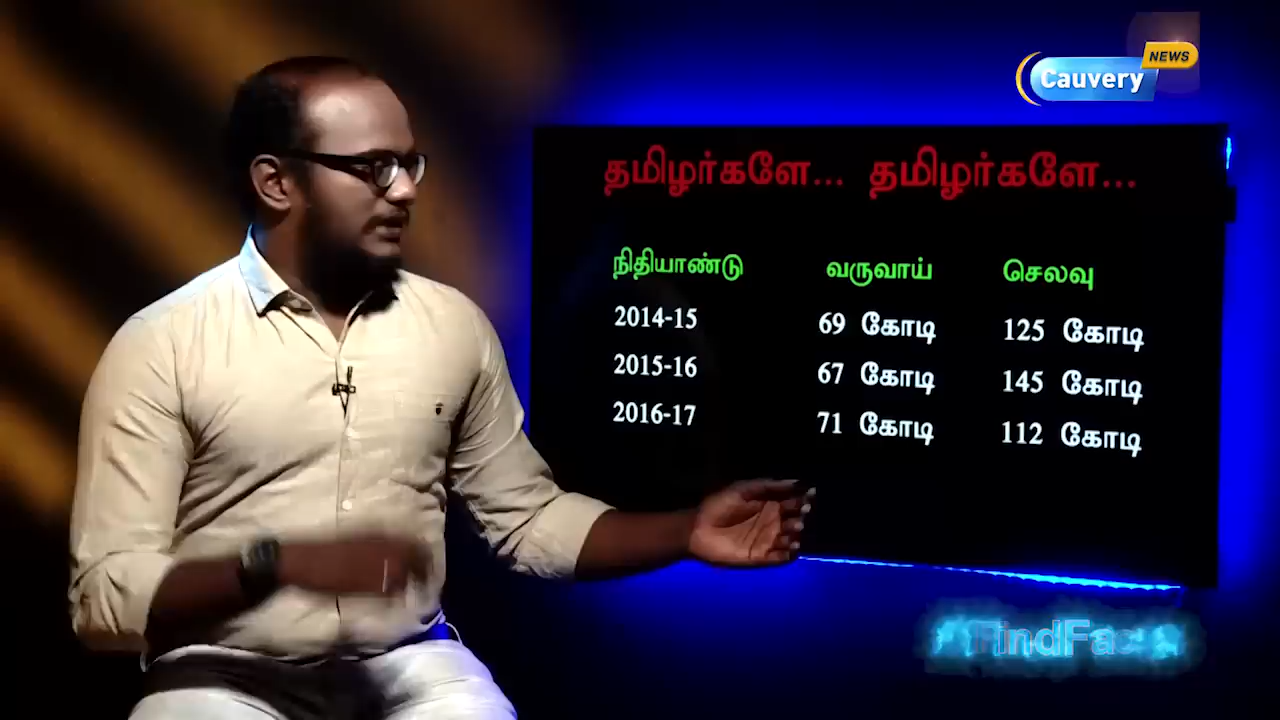 Cauvery NEWS
தமிழர்களே... தமிழர்களே...
நிதியாண்டு வருவாய் செலவு
2014-15 69 கோடி 125 கோடி
2015-16 67 கோடி 145 கோடி
2016-17 71 கோடி 112 கோடி